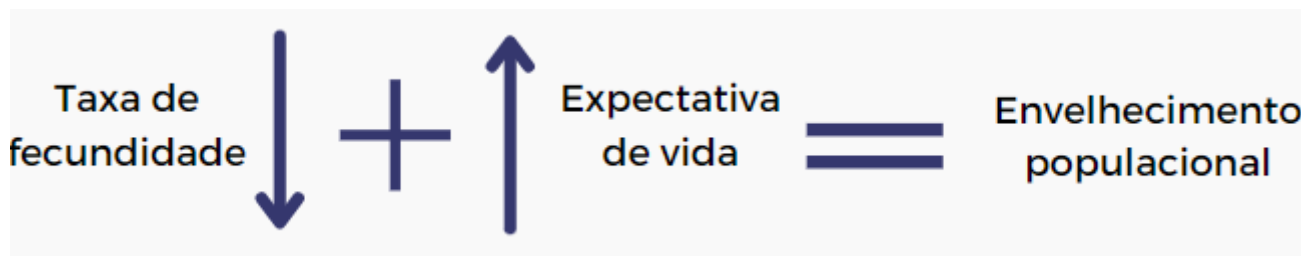 Taxa de
fecundidade
Expectativa
de vida
Envelhecimento
populacional